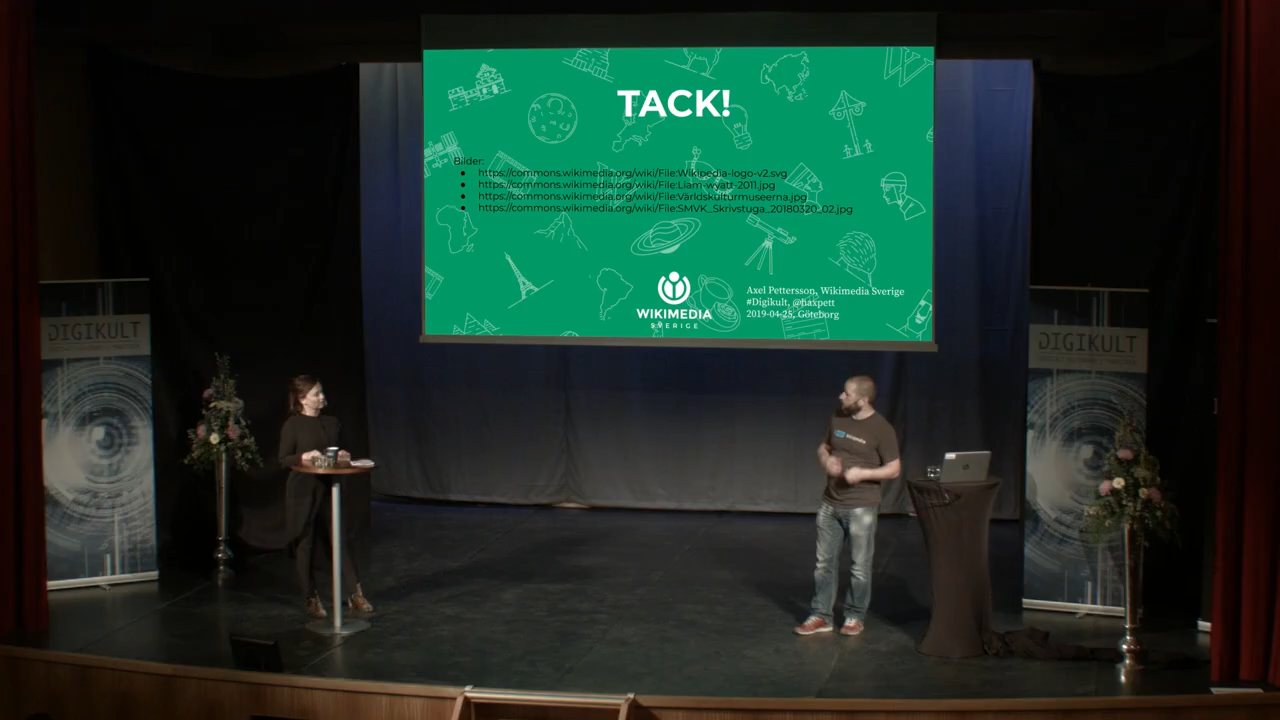 TACK!
Bilder:
● https://commons.wikimedia.org/wiki/File:Wikipedia-logo-v2.svg
● https://commons.wikimedia.org/wiki/File:Liam-wyatt-2011.jpg
● https://commons.wikimedia.org/wiki/File:Världskulturmuseerna.jpg
● https://commons.wikimedia.org/wiki/File:SMVK_Skrivstuga_20180320_02.jpg
WIKIMEDIA
SVERIGE
Axel Pettersson, Wikimedia Sverige
#Digikult, @haxpett
2019-04-25, Göteborg
DIGIKULT
DIGIKULT